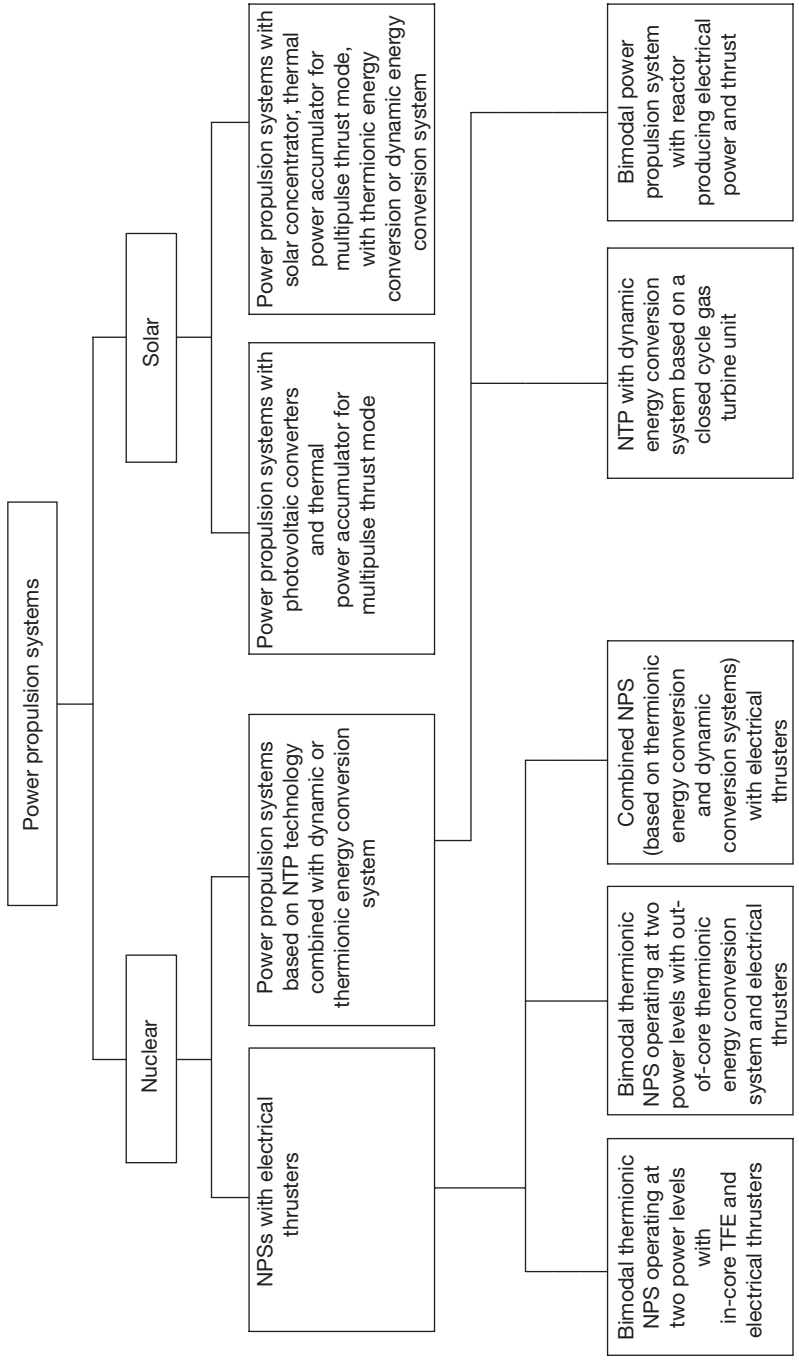 Power propulsion systems
Nuclear
Solar
NPSs with electrical
thrusters
Power propulsion systems
based on NTP technology
combined with dynamic or
thermionic energy conversion
system
Power propulsion systems with
photovoltaic converters
and thermal
power accumulator for
multipulse thrust mode
Power propulsion systems with
solar concentrator, thermal
power accumulator for
multipulse thrust mode,
with thermionic energy
conversion or dynamic energy
conversion system
Bimodal thermionic
NPS operating at
two power levels
with
in-core TFE and
electrical thrusters
Bimodal thermionic
NPS operating at two
power levels with out-
of-core thermionic
energy conversion
system and electrical
thrusters
Combined NPS
(based on thermionic
energy conversion
and dynamic
conversion systems)
with electrical
thrusters
NTP with dynamic
energy conversion
system based on a
closed cycle gas
turbine unit
Bimodal power
propulsion system
with reactor
producing electrical
power and thrust